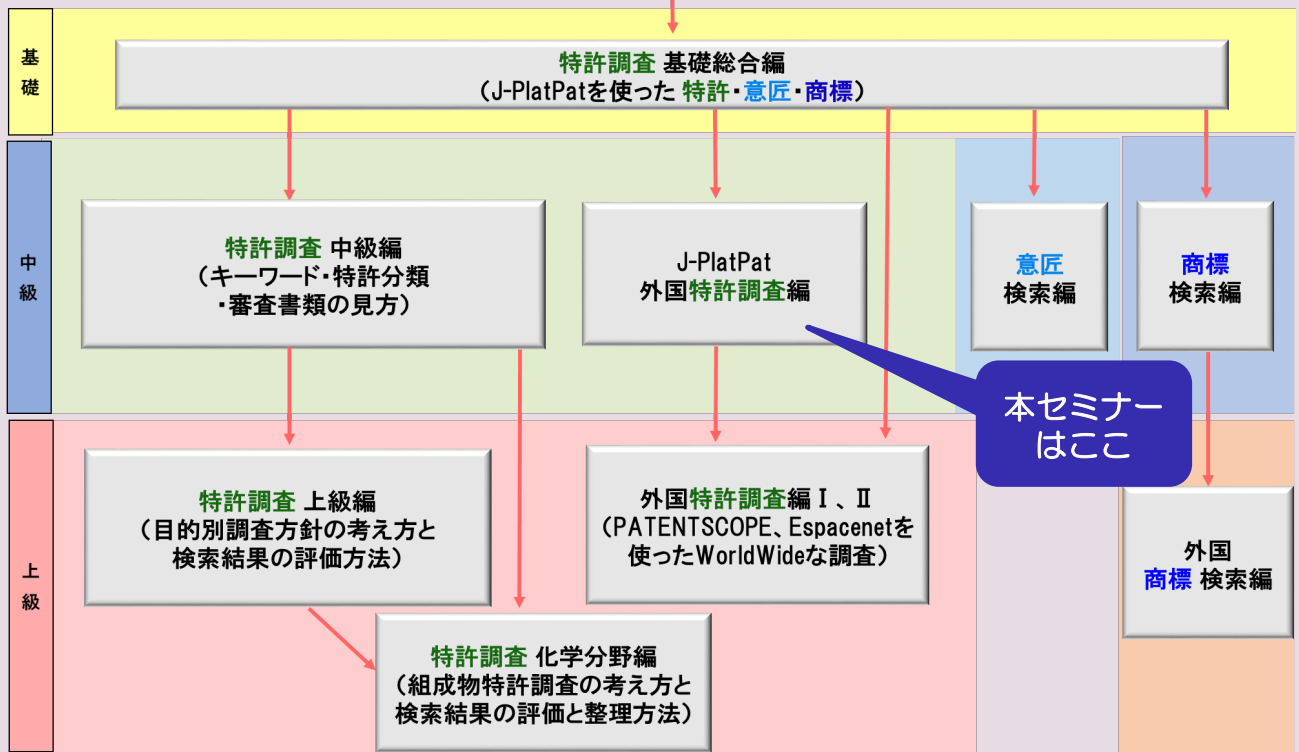 基
礎
特許調査 基礎総合編
（J-PlatPatを使った 特許・意匠・商標）
中
級
特許調査 中級編
（キーワード・特許分類
・審査書類の見方）
J-PlatPat
外国特許調査編
意匠
検索編
商標
検索編
本セミナー
はここ
上
級
特許調査 上級編
（目的別調査方針の考え方と
検索結果の評価方法）
外国特許調査編Ⅰ、Ⅱ
（PATENTSCOPE、Espacenetを
使ったWorldWideな調査）
外国
商標 検索編
特許調査 化学分野編
（組成物特許調査の考え方と
検索結果の評価と整理方法）